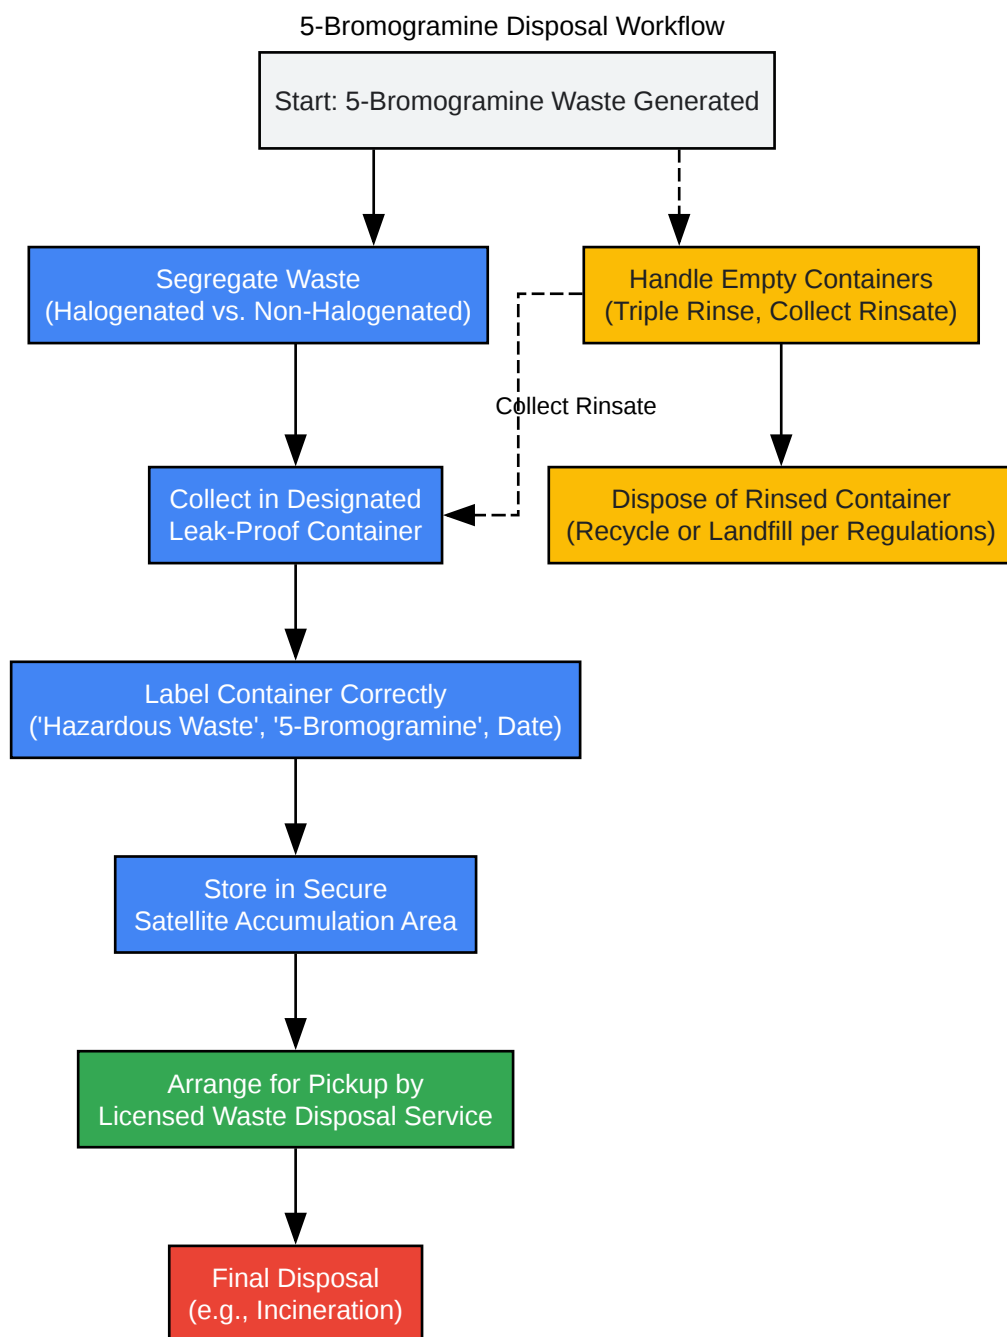 5-Bromogramine Disposal Workflow
Start: 5-Bromogramine Waste Generated
Segregate Waste
(Halogenated vs. Non-Halogenated)
Handle Empty Containers
(Triple Rinse, Collect Rinsate)
Collect Rinsate
Collect in Designated
Leak-Proof Container
Dispose of Rinsed Container
(Recycle or Landfill per Regulations)
Label Container Correctly
('Hazardous Waste', '5-Bromogramine', Date)
Store in Secure
Satellite Accumulation Area
Arrange for Pickup by
Licensed Waste Disposal Service
Final Disposal
(e.g., Incineration)